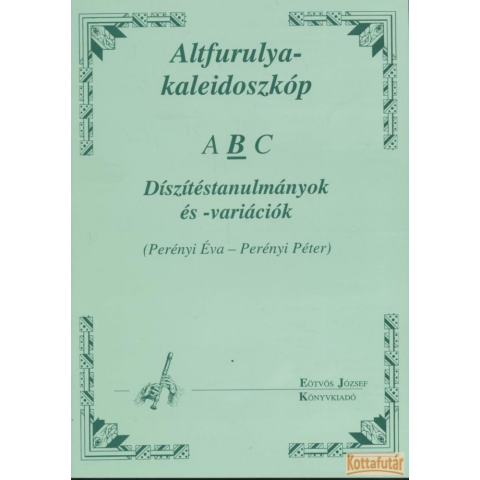 Altfurulya-
kaleidoszkóp
A B C
Díszítéstanulmányok
és -variációk
(Perényi Éva – Perényi Péter)
EÖTVÖS JÓZSEF
KÖNYVKIADÓ
Kottafutár